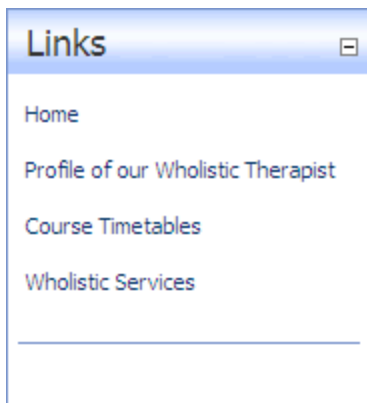 Links
Home
Profile of our Wholistic Therapist
Course Timetables
Wholistic Services